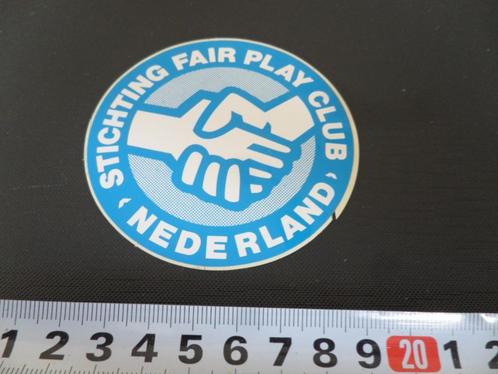 STICHTING FAIR PLAY CLUB
‹ NEDERLAND ›
1 2 3 4 5 6 7 8 9 20 1 2